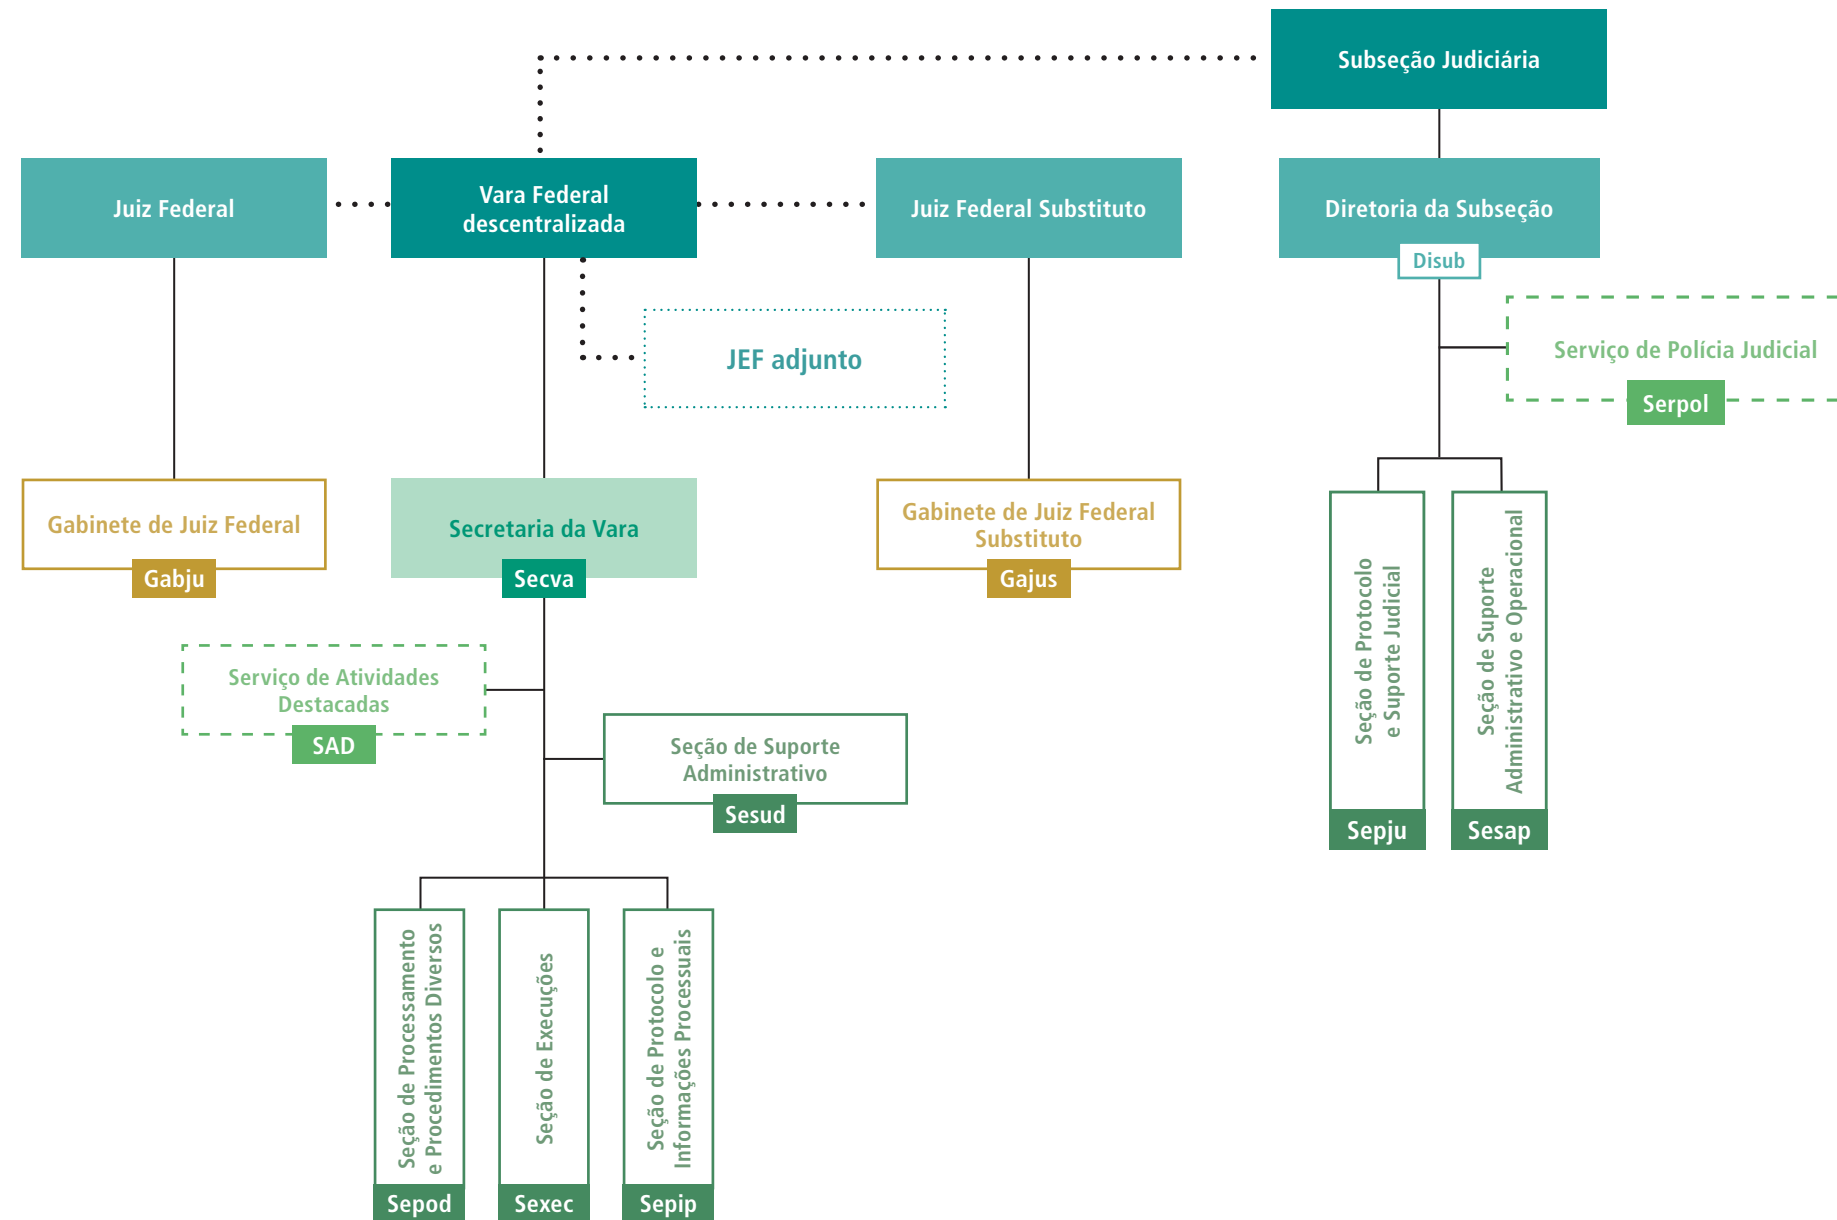 Subseção Judiciária
Juiz Federal
Vara Federal
descentralizada
Juiz Federal Substituto
Diretoria da Subseção
Disub
JEF adjunto
Serviço de Polícia Judicial
Serpol
Gabinete de Juiz Federal
Gabju
Secretaria da Vara
Secva
Gabinete de Juiz Federal
Substituto
Gajus
Seção de Protocolo
e Suporte Judicial
Sepju
Seção de Suporte
Administrativo e Operacional
Sesap
Serviço de Atividades
Destacadas
SAD
Seção de Suporte
Administrativo
Sesud
Seção de Processamento
e Procedimentos Diversos
Sepod
Seção de Execuções
Sexec
Seção de Protocolo e
Informações Processuais
Sepip